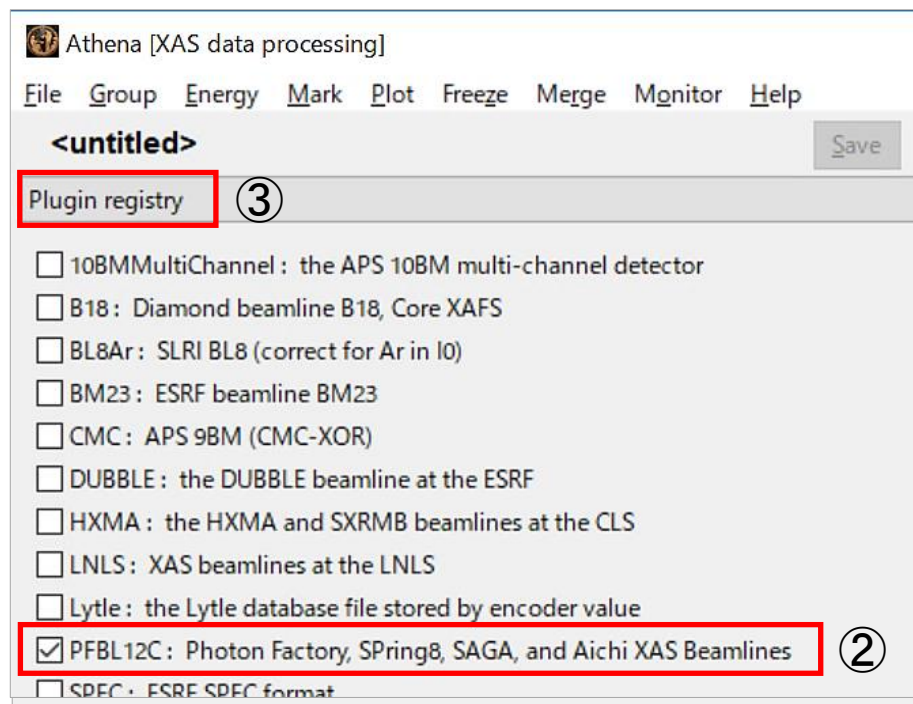 Athena [XAS data processing]
File Group Energy Mark Plot Freeze Merge Monitor Help
<untitled>
Save
Plugin registry ③
10BMMultiChannel : the APS 10BM multi-channel detector
B18 : Diamond beamline B18, Core XAFS
BL8Ar : SLRI BL8 (correct for Ar in I0)
BM23 : ESRF beamline BM23
CMC : APS 9BM (CMC-XOR)
DUBBLE : the DUBBLE beamline at the ESRF
HXMA : the HXMA and SXRMB beamlines at the CLS
LNLS : XAS beamlines at the LNLS
Lytle : the Lytle database file stored by encoder value
PFBL12C : Photon Factory, SPring8, SAGA, and Aichi XAS Beamlines ②
SPEC : ESRF SPEC format